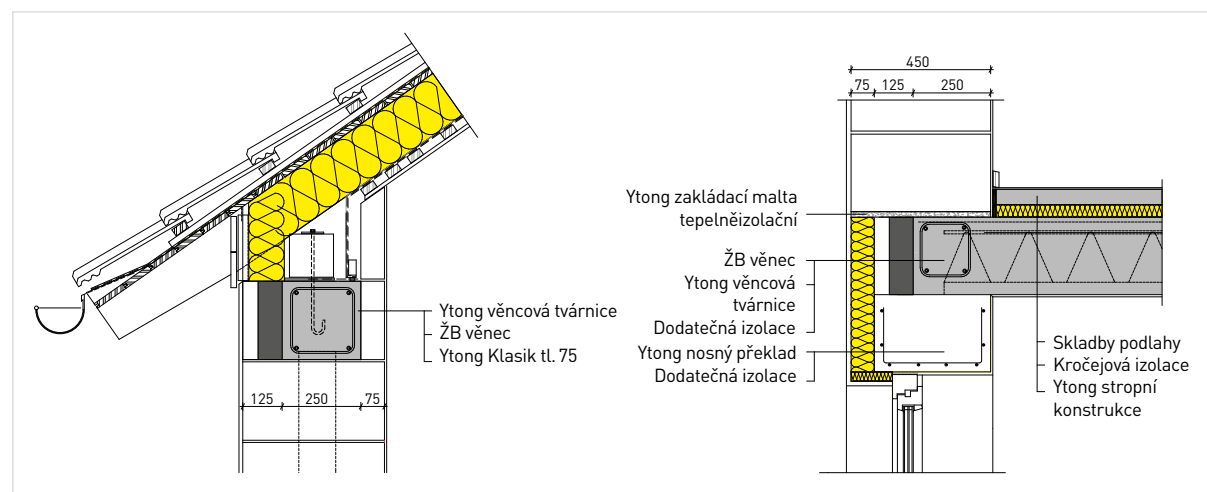 Ytong věncová tvárnice
ŽB věnec
Ytong Klasik tl. 75
125
250
75
450
75
125
250
Ytong zakládací malta
tepelněizolační
ŽB věnec
Ytong věncová
tvárnice
Dodatečná izolace
Ytong nosný překlad
Dodatečná izolace
Skladby podlahy
Kročejová izolace
Ytong stropní
konstrukce